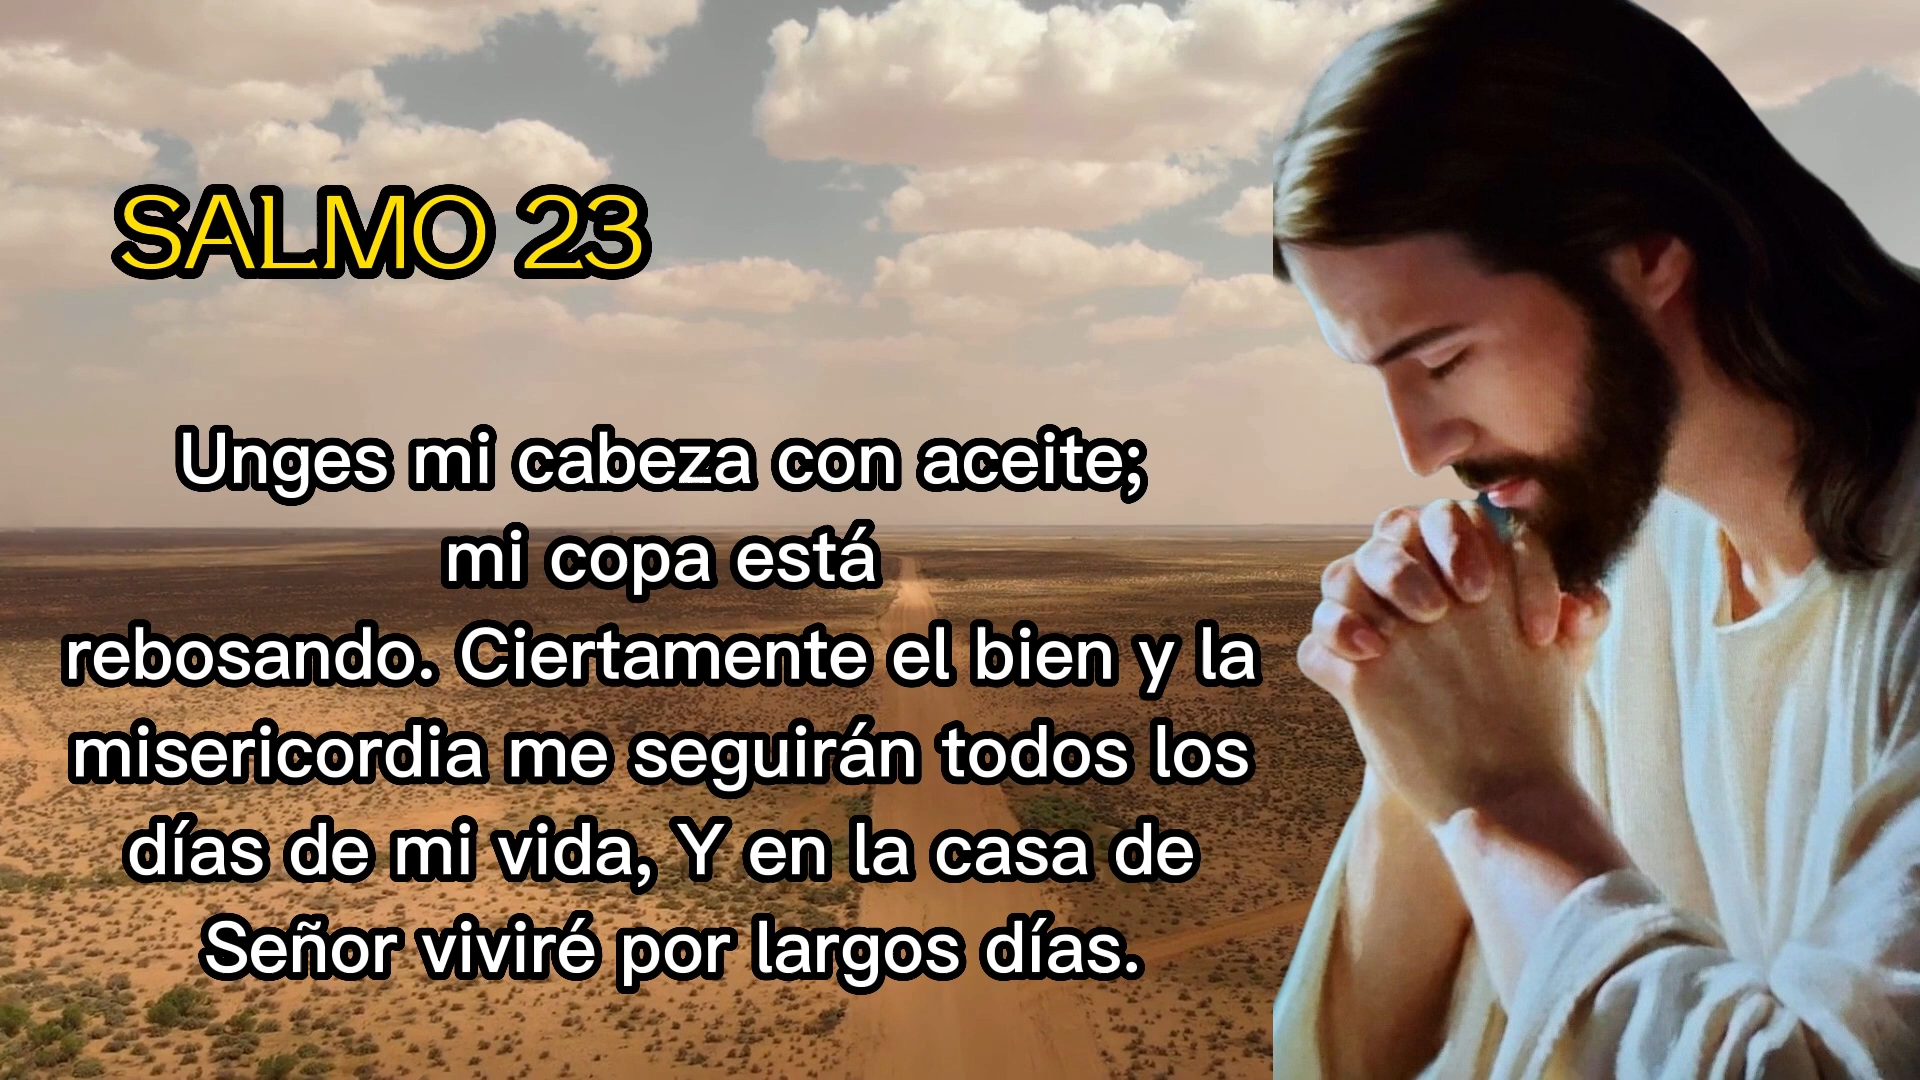 SALMO 23
Unges mi cabeza con aceite;
mi copa está
rebosando. Ciertamente el bien y la
misericordia me seguirán todos los
días de mi vida, Y en la casa de
Señor viviré por largos días.